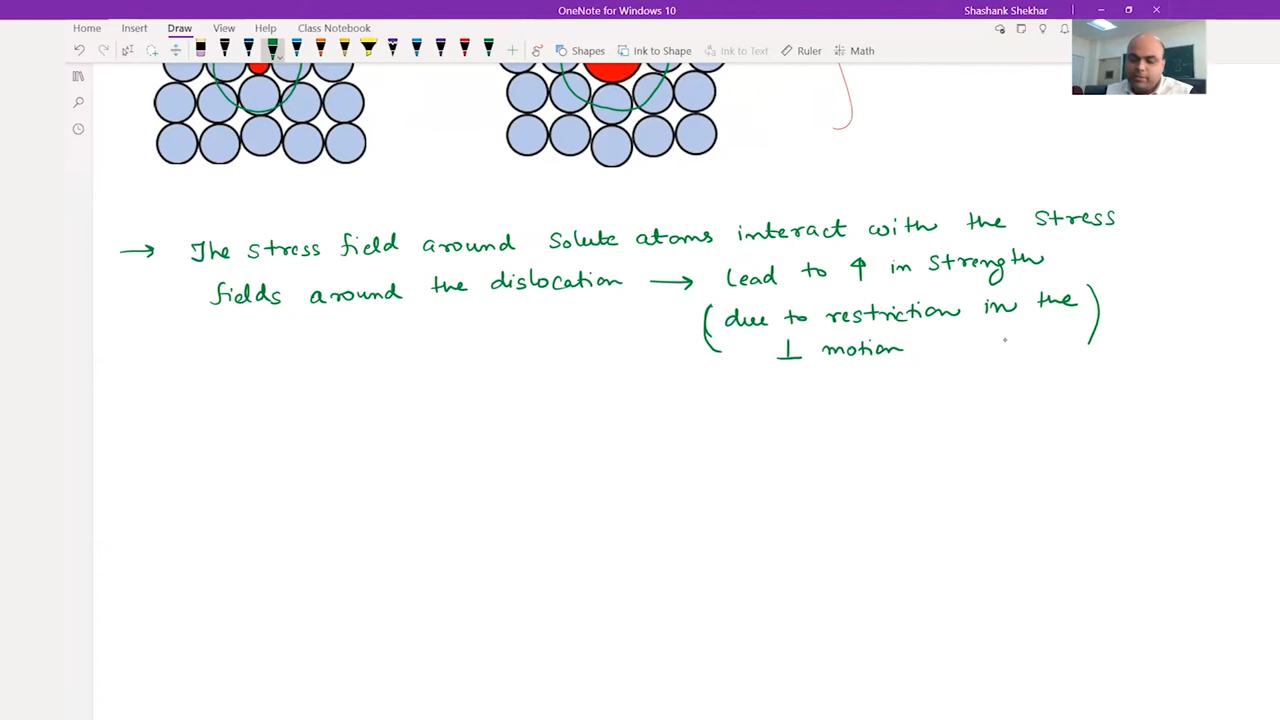 OneNote for Windows 10
Shashank Shekhar
Home Insert Draw View Help Class Notebook
Shapes Ink to Shape Ink to Text Ruler Math
→ The stress field around solute atoms interact with the stress
fields around the dislocation → lead to ↑ in strength
(due to restriction in the
⊥ motion)